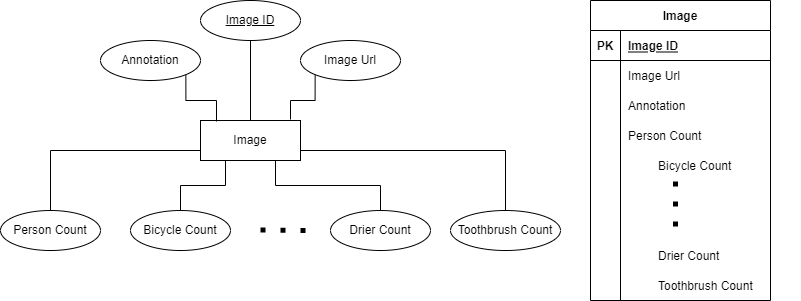 Image ID
Annotation
Image Url
Image
Person Count
Bicycle Count
Drier Count
Toothbrush Count
Image
PK
Image ID
Image Url
Annotation
Person Count
Bicycle Count
Drier Count
Toothbrush Count